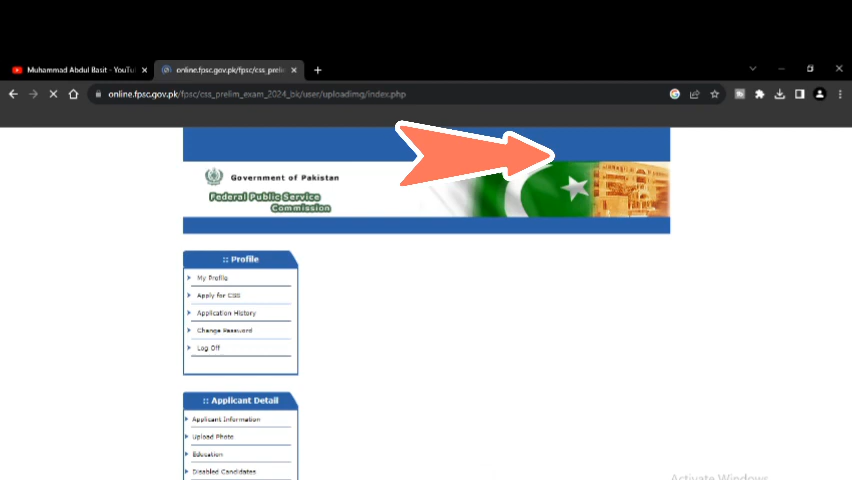 Muhammad Abdul Basit - YouTu
online.fpsc.gov.pk/fpsc/css_prelim
online.fpsc.gov.pk/fpsc/css_prelim_exam_2024_bk/user/uploadimg/index.php
Government of Pakistan
Federal Public Service
Commission
:: Profile
My Profile
Apply for CSS
Application History
Change Password
Log Off
:: Applicant Detail
Applicant Information
Upload Photo
Education
Disabled Candidates
Activate Windows